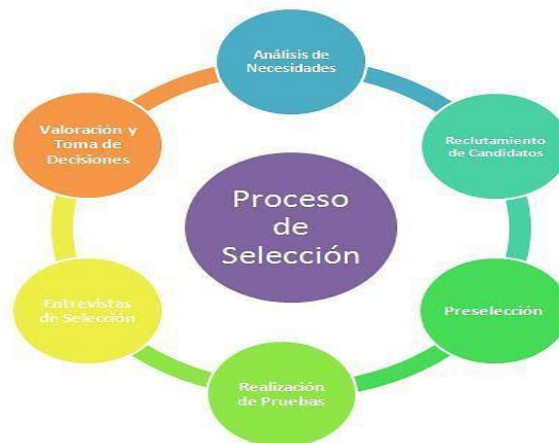 Análisis de
Necesidades
Reclutamiento
de Candidatos
Preselección
Realización
de Pruebas
Entrevistas
de Selección
Valoración y
Toma de
Decisiones
Proceso
de
Selección